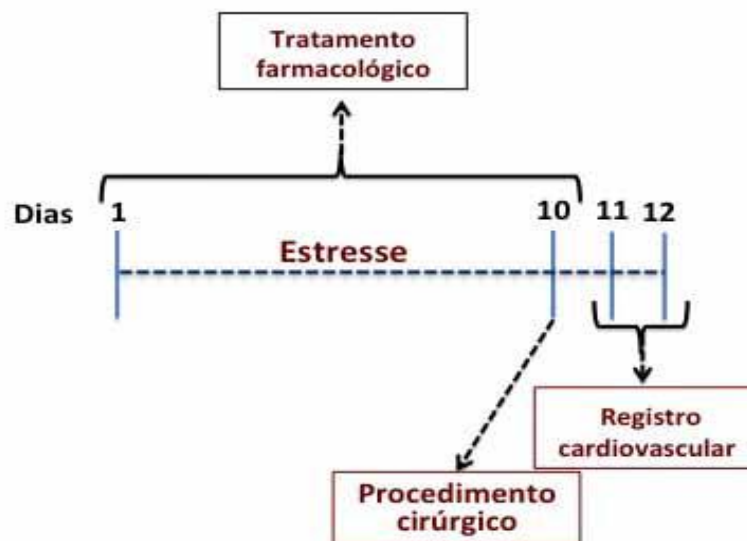 Tratamento
farmacológico
Dias 1 10 11 12
Estresse
Registro
cardiovascular
Procedimento
cirúrgico